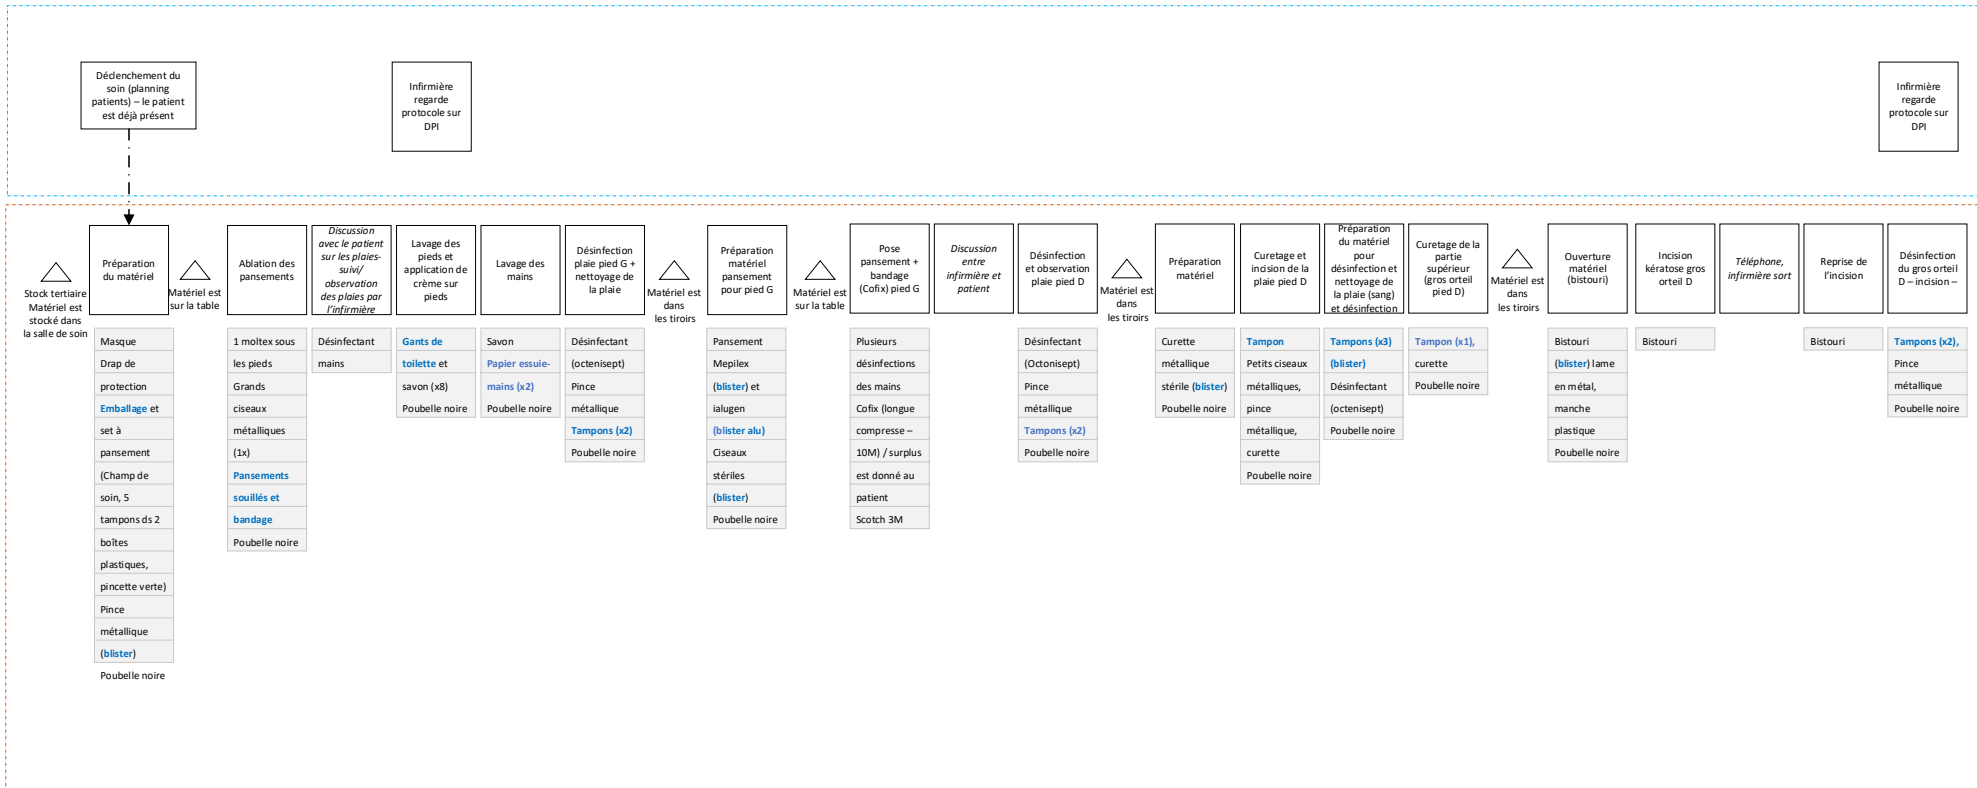 Déclenchement du
soin (planning
patients) – le patient
est déjà présent
Infirmière
regarde
protocole sur
DPI
Infirmière
regarde
protocole sur
DPI
Stock tertiaire
Matériel est
stocké dans
la salle de soin
Préparation
du matériel
Masque
Drap de
protection
Emballage et
set à
pansement
(Champ de
soin, 5
tampons ds 2
boîtes
plastiques,
pincette verte)
Pince
métallique
(blister)
Poubelle noire
Matériel est
sur la table
Ablation des
pansements
1 moltex sous
les pieds
Grands
ciseaux
métalliques
(1x)
Pansements
souillés et
bandage
Poubelle noire
Discussion
avec le patient
sur les plaies-
suivi/
observation
des plaies par
l'infirmière
Désinfectant
mains
Lavage des
pieds et
application de
crème sur
pieds
Gants de
toilette et
savon (x8)
Poubelle noire
Lavage des
mains
Savon
Papier essuie-
mains (x2)
Poubelle noire
Désinfection
plaie pied G +
nettoyage de
la plaie
Désinfectant
(octenisept)
Pince
métallique
Tampons (x2)
Poubelle noire
Matériel est
dans
les tiroirs
Préparation
matériel
pansement
pour pied G
Pansement
Mepilex
(blister) et
ialugen
(blister alu)
Ciseaux
stériles
(blister)
Poubelle noire
Matériel est
sur la table
Pose
pansement +
bandage
(Cofix) pied G
Plusieurs
désinfections
des mains
Cofix (longue
compresse –
10M) / surplus
est donné au
patient
Scotch 3M
Discussion
entre
infirmière et
patient
Désinfection
et observation
plaie pied D
Désinfectant
(Octonisept)
Pince
métallique
Tampons (x2)
Poubelle noire
Matériel est
dans
les tiroirs
Préparation
matériel
Curette
métallique
stérile (blister)
Poubelle noire
Curetage et
incision de la
plaie pied D
Tampon
Petits ciseaux
métalliques,
pince
métallique,
curette
Poubelle noire
Préparation
du matériel
pour
désinfection et
nettoyage de
la plaie (sang)
et désinfection
Tampons (x3)
(blister)
Désinfectant
(octenisept)
Poubelle noire
Curetage de la
partie
supérieur
(gros orteil
pied D)
Tampon (x1),
curette
Poubelle noire
Matériel est
dans
les tiroirs
Ouverture
matériel
(bistouri)
Bistouri
(blister) lame
en métal,
manche
plastique
Poubelle noire
Incision
kératose gros
orteil D
Bistouri
Téléphone,
infirmière sort
Reprise de
l'incision
Bistouri
Désinfection
du gros orteil
D – incision –
Tampons (x2),
Pince
métallique
Poubelle noire